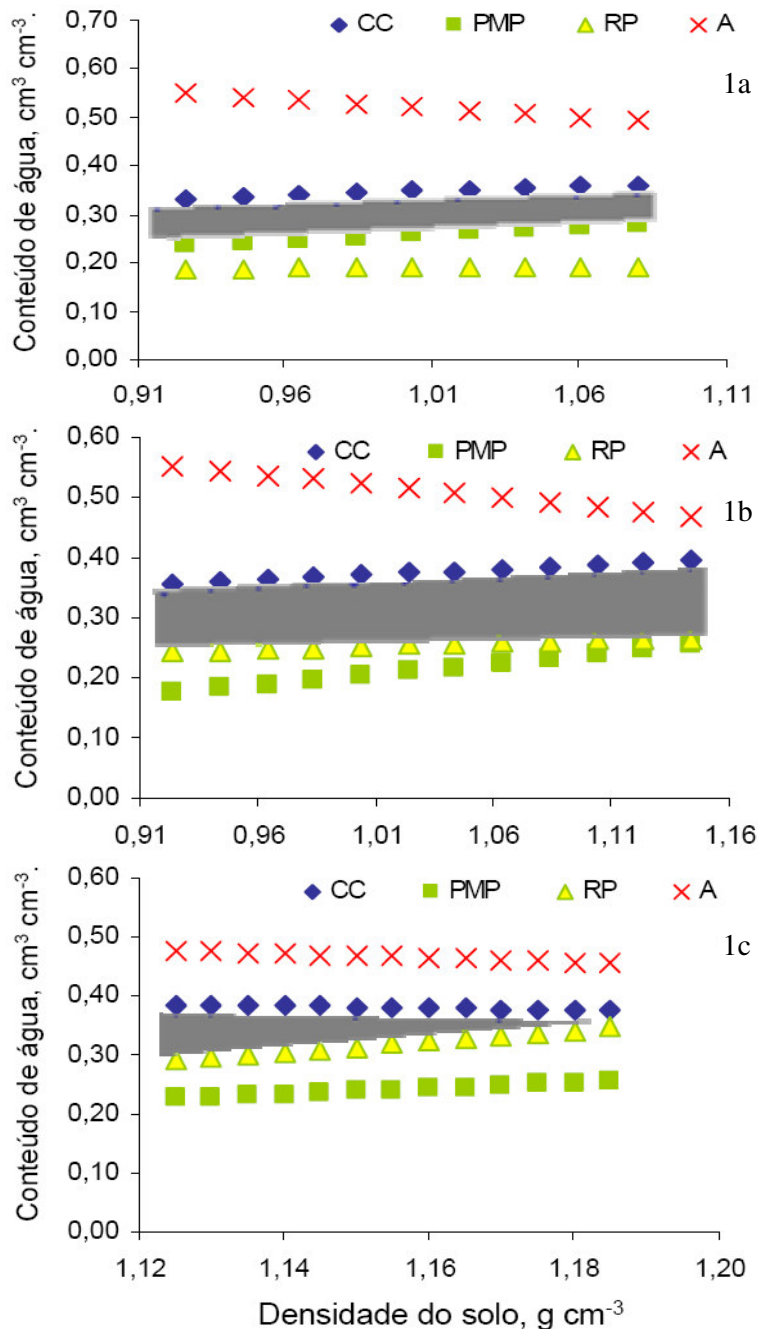 CC PMP RP A
1a
Conteúdo de água, cm³ cm⁻³.
0,70
0,60
0,50
0,40
0,30
0,20
0,10
0,00
0,91 0,96 1,01 1,06 1,11
CC PMP RP A
1b
Conteúdo de água, cm³ cm⁻³.
0,60
0,50
0,40
0,30
0,20
0,10
0,00
0,91 0,96 1,01 1,06 1,11 1,16
CC PMP RP A
1c
Conteúdo de água, cm³ cm⁻³.
0,60
0,50
0,40
0,30
0,20
0,10
0,00
1,12 1,14 1,16 1,18 1,20
Densidade do solo, g cm⁻³